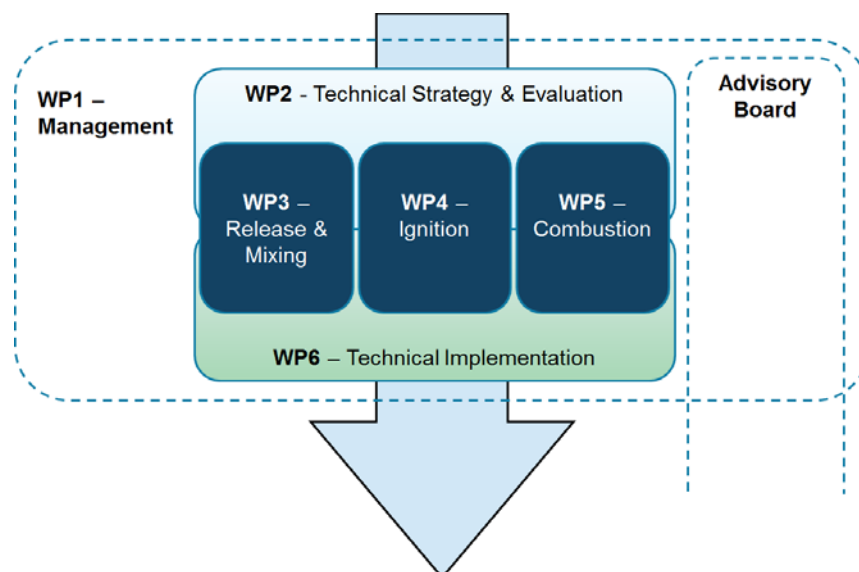 WP1 –
Management
WP2 - Technical Strategy & Evaluation
Advisory
Board
WP3 –
Release &
Mixing
WP4 –
Ignition
WP5 –
Combustion
WP6 – Technical Implementation